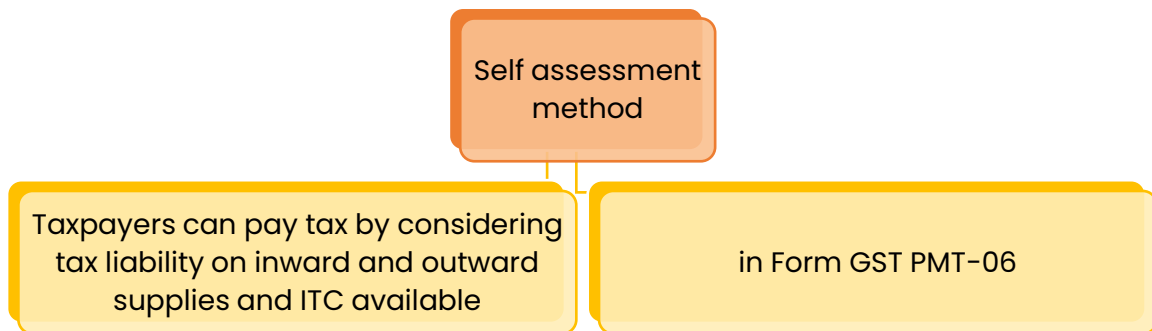 Self assessment
method
Taxpayers can pay tax by considering
tax liability on inward and outward
supplies and ITC available
in Form GST PMT-06